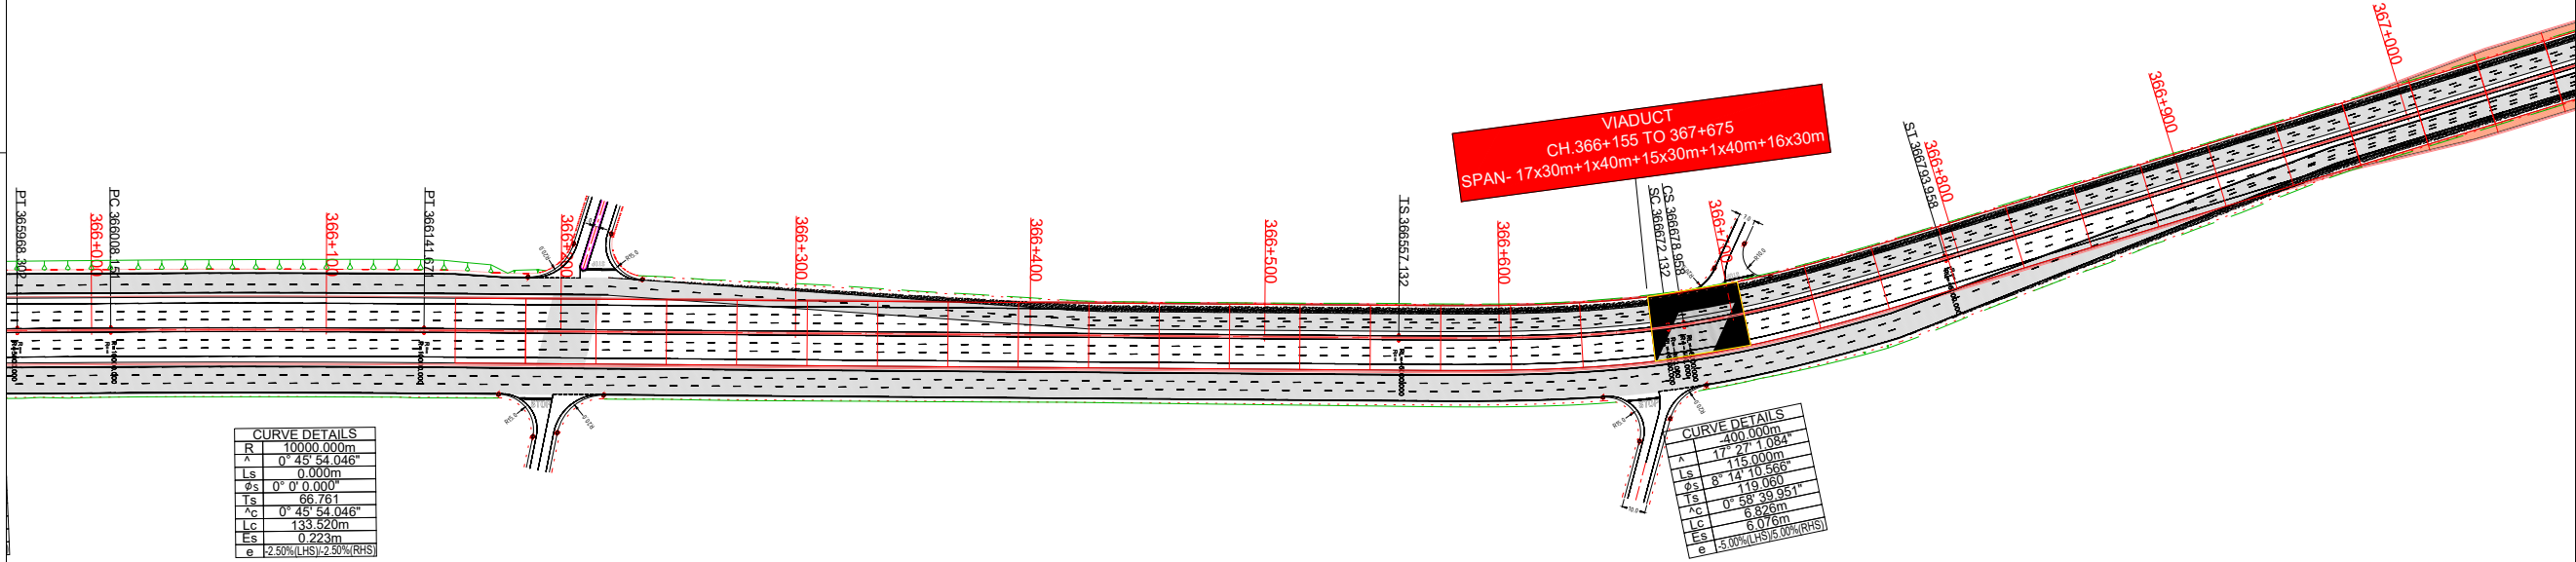 VIADUCT
CH.366+155 TO 367+675
SPAN- 17x30m+1x40m+15x30m+1x40m+16x30m
PT 365968.302
PC 366008.151
366+100
PT 366141.671
366+300
366+400
366+500
TS 366557.132
366+600
SC 366672.132
CS 366678.958
ST 366793.958
366+800
366+900
367+000
R15.0
R15.0
R15.0
CURVE DETAILS
R 10000.000m
^ 0° 45' 54.046"
Ls 0.000m
Øs 0° 0' 0.000"
Ts 66.761
^c 0° 45' 54.046"
Lc 133.520m
Es 0.223m
e -2.50%(LHS)/-2.50%(RHS)
CURVE DETAILS
-400.000m
^ 17° 27' 1.084"
Ls 115.000m
Øs 8° 14' 10.566"
Ts 119.060
^c 0° 58' 39.951"
Lc 6.826m
Es 6.076m
e -5.00%(LHS)/5.00%(RHS)